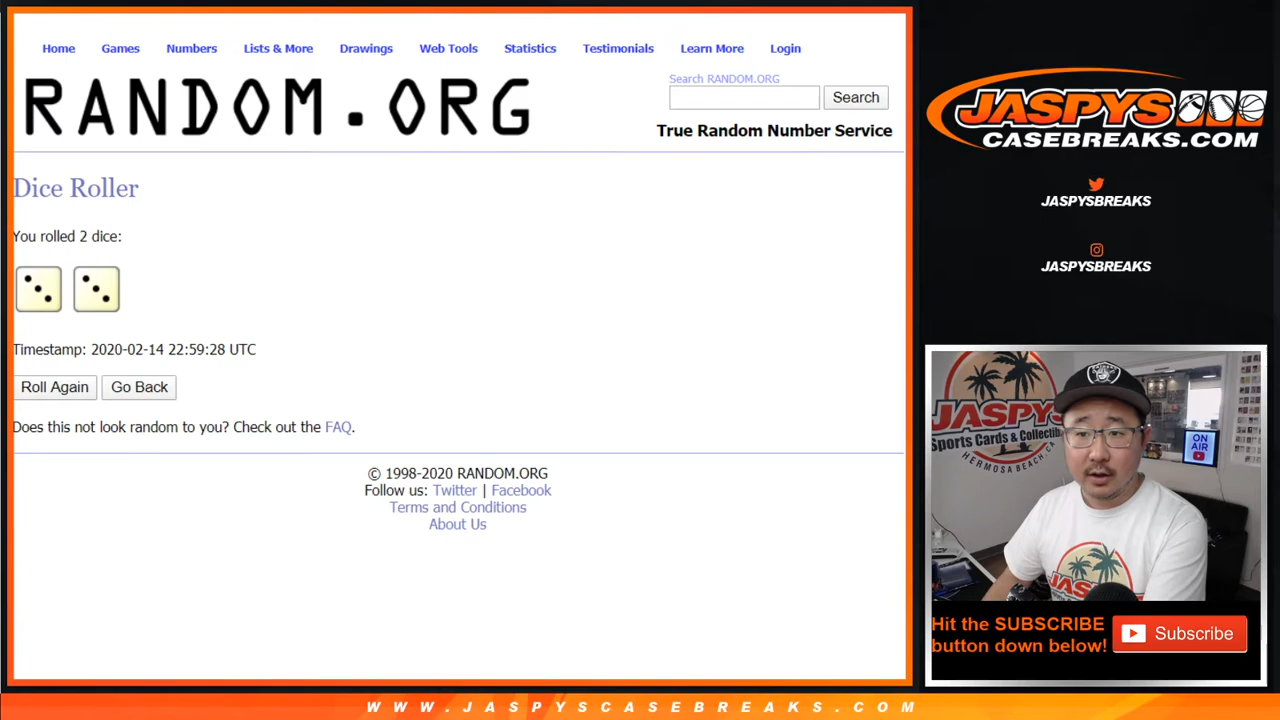 Home Games Numbers Lists & More Drawings Web Tools Statistics Testimonials Learn More Login
RANDOM.ORG
Search RANDOM.ORG
Search
True Random Number Service
Dice Roller
You rolled 2 dice:
Timestamp: 2020-02-14 22:59:28 UTC
Roll Again Go Back
Does this not look random to you? Check out the FAQ.
© 1998-2020 RANDOM.ORG
Follow us: Twitter | Facebook
Terms and Conditions
About Us
JASPYS
CASEBREAKS.COM
JASPYSBREAKS
JASPYSBREAKS
JASPYS
Sports Cards & Collectib
HERMOSA BEACH, CA
RAIDERS
ON
AIR
JASPYS
Hit the SUBSCRIBE
button down below!
Subscribe
WWW.JASPYSCASEBREAKS.COM